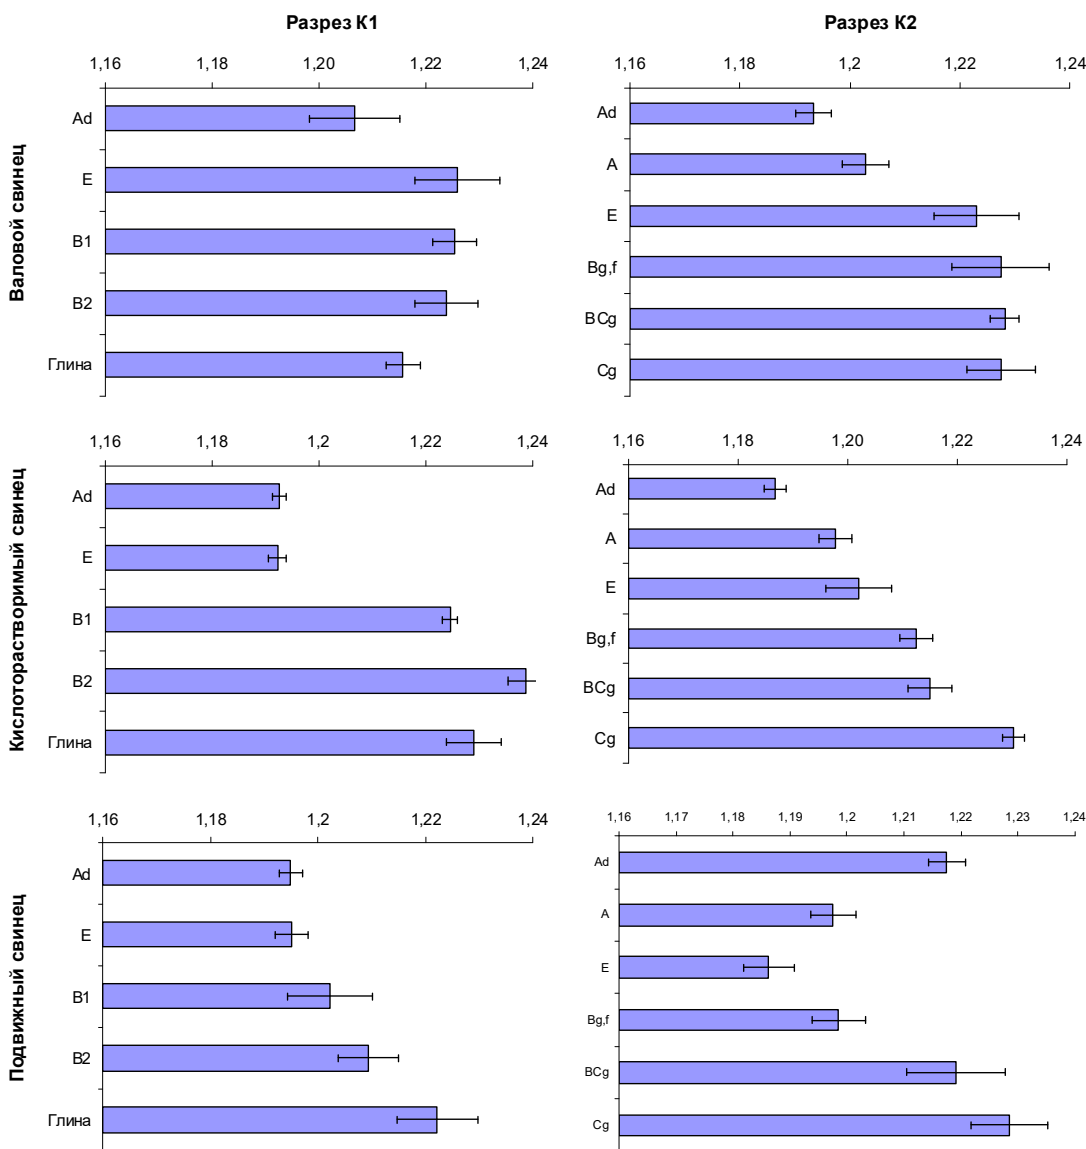 Разрез К1
Разрез К2
Валовой свинец
1,16 1,18 1,20 1,22 1,24
Ad
E
B1
B2
Глина
1,16 1,18 1,2 1,22 1,24
Ad
A
E
Bg,f
BCg
Cg
Кислоторастворимый свинец
1,16 1,18 1,2 1,22 1,24
Ad
E
B1
B2
Глина
1,16 1,18 1,20 1,22 1,24
Ad
A
E
Bg,f
BCg
Cg
Подвижный свинец
1,16 1,18 1,2 1,22 1,24
Ad
E
B1
B2
Глина
1,16 1,17 1,18 1,19 1,2 1,21 1,22 1,23 1,24
Ad
A
E
Bg,f
BCg
Cg